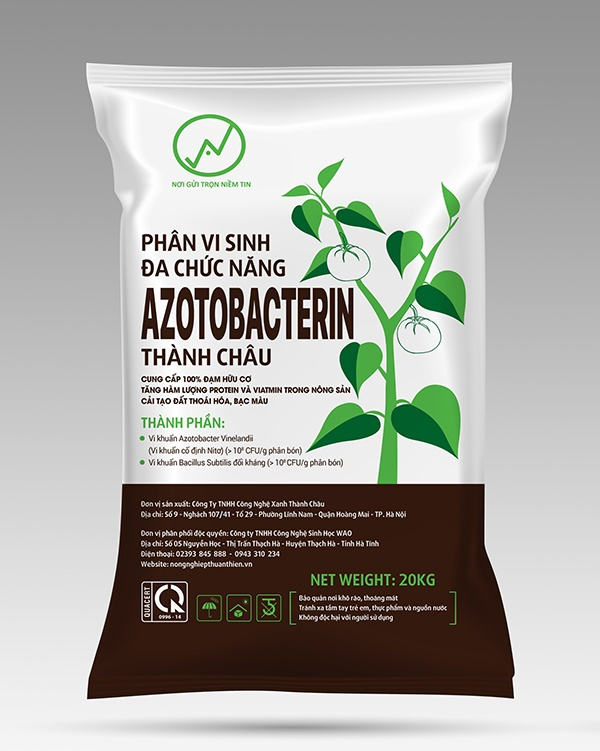 NƠI GỬI TRỌN NIỀM TIN
PHÂN VI SINH
ĐA CHỨC NĂNG
AZOTOBACTERIN
THÀNH CHÂU
CUNG CẤP 100% ĐẠM HỮU CƠ
TĂNG HÀM LƯỢNG PROTEIN VÀ VIATMIN TRONG NÔNG SẢN
CẢI TẠO ĐẤT THOÁI HÓA, BẠC MÀU
THÀNH PHẦN:
Vi khuẩn Azotobacter Vinelandii
(Vi khuẩn cố định Nitơ) (> 10⁸ CFU/g phân bón)
Vi khuẩn Bacillus Subtilis đối kháng (> 10⁸ CFU/g phân bón)
Đơn vị sản xuất: Công Ty TNHH Công Nghệ Xanh Thành Châu
Địa chỉ: Số 9 - Nghách 107/41 - Tổ 29 - Phường Lĩnh Nam - Quận Hoàng Mai - TP. Hà Nội
Đơn vị phân phối độc quyền: Công ty TNHH Công Nghệ Sinh Học WAO
Địa chỉ: Số 05 Nguyễn Học - Thị Trấn Thạch Hà - Huyện Thạch Hà - Tỉnh Hà Tĩnh
Điện thoại: 02393 845 888 - 0943 310 234
Website: nongnghiepthuanthien.vn
NET WEIGHT: 20KG
QUACERT
0996 - 14
Bảo quản nơi khô ráo, thoáng mát
Tránh xa tầm tay trẻ em, thực phẩm và nguồn nước
Không độc hại với người sử dụng